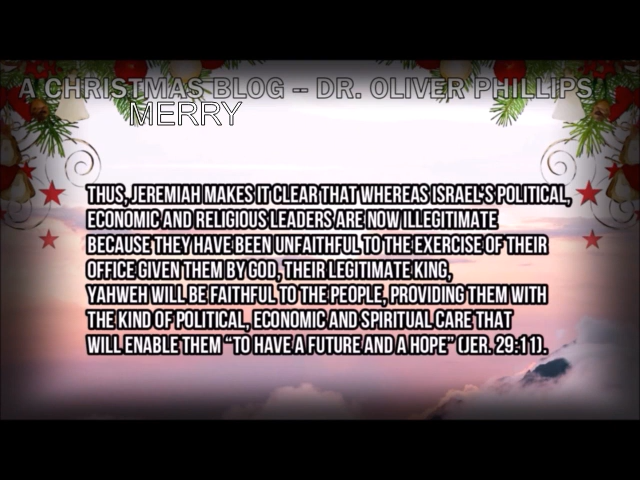 A CHRISTMAS BLOG -- DR. OLIVER PHILLIPS
MERRY
THUS, JEREMIAH MAKES IT CLEAR THAT WHEREAS ISRAEL'S POLITICAL,
ECONOMIC AND RELIGIOUS LEADERS ARE NOW ILLEGITIMATE
BECAUSE THEY HAVE BEEN UNFAITHFUL TO THE EXERCISE OF THEIR
OFFICE GIVEN THEM BY GOD, THEIR LEGITIMATE KING,
YAHWEH WILL BE FAITHFUL TO THE PEOPLE, PROVIDING THEM WITH
THE KIND OF POLITICAL, ECONOMIC AND SPIRITUAL CARE THAT
WILL ENABLE THEM “TO HAVE A FUTURE AND A HOPE” (JER. 29:11).